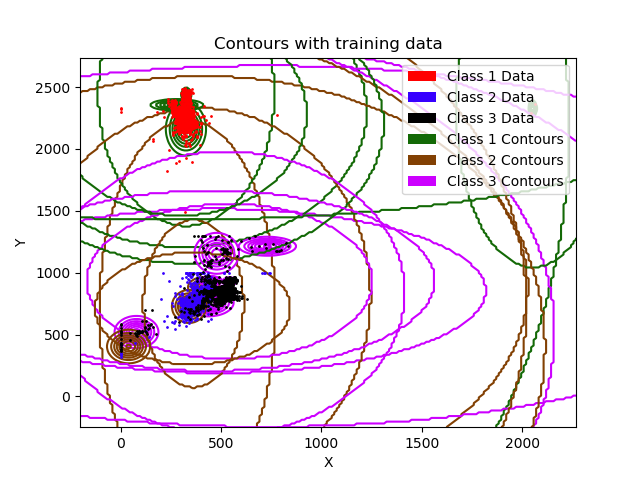 Contours with training data
Class 1 Data
Class 2 Data
Class 3 Data
Class 1 Contours
Class 2 Contours
Class 3 Contours
Y
2500
2000
1500
1000
500
0
0
500
1000
1500
2000
X